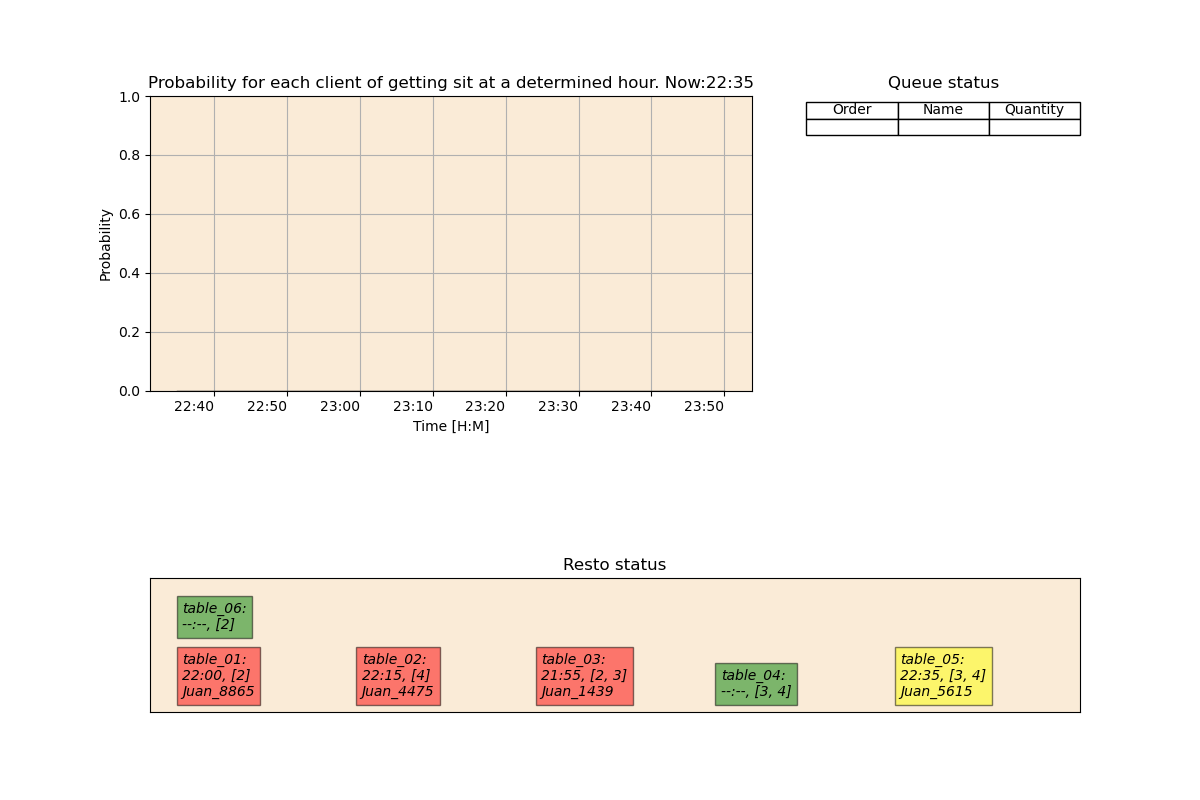 Probability for each client of getting sit at a determined hour. Now:22:35
1.0
0.8
0.6
0.4
0.2
0.0
Probability
22:40 22:50 23:00 23:10 23:20 23:30 23:40 23:50
Time [H:M]
Queue status
Order Name Quantity
Resto status
table_06:
--:--, [2]
table_01:
22:00, [2]
Juan_8865
table_02:
22:15, [4]
Juan_4475
table_03:
21:55, [2, 3]
Juan_1439
table_04:
--:--, [3, 4]
table_05:
22:35, [3, 4]
Juan_5615